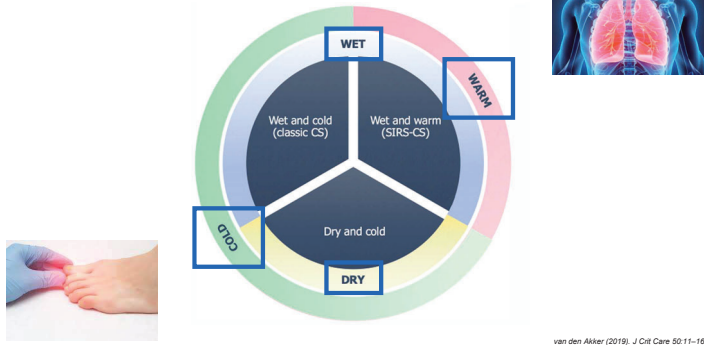 WET
WARM
Wet and cold
(classic CS)
Wet and warm
(SIRS-CS)
Dry and cold
COLD
DRY
van den Akker (2019). J Crit Care 50:11–16